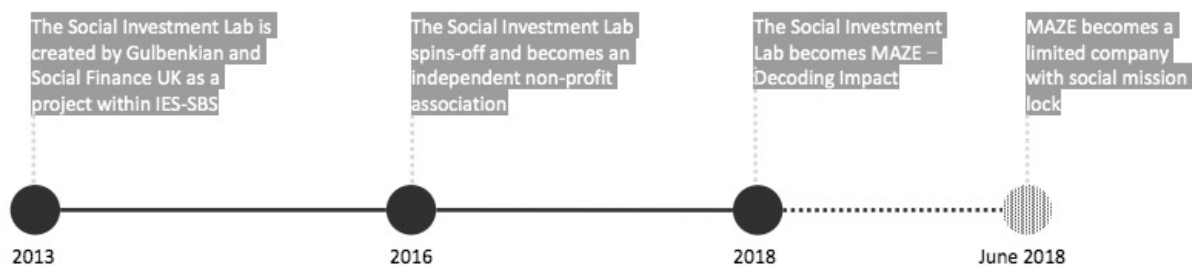 The Social Investment Lab is
created by Gulbenkian and
Social Finance UK as a
project within IES-SBS
The Social Investment Lab
spins-off and becomes an
independent non-profit
association
The Social Investment
Lab becomes MAZE –
Decoding Impact
MAZE becomes a
limited company
with social mission
lock
2013
2016
2018
June 2018